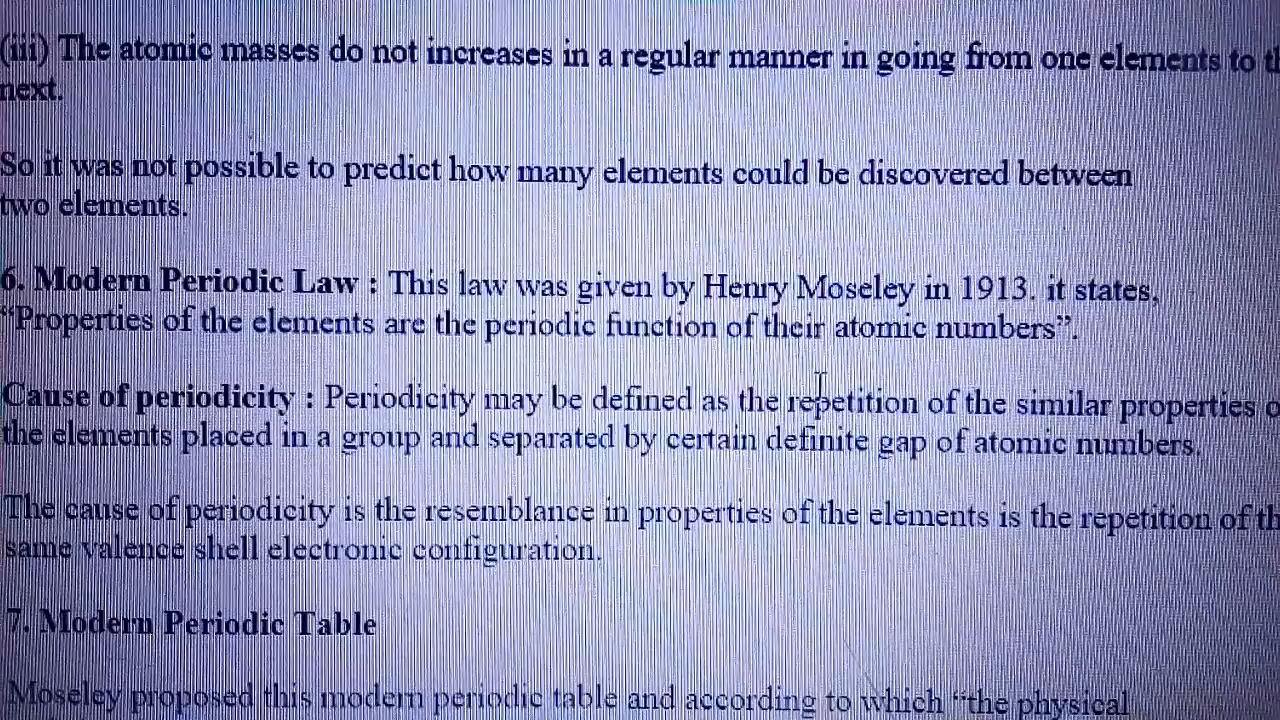 (iii) The atomic masses do not increases in a regular manner in going from one elements to th
next.
So it was not possible to predict how many elements could be discovered between
two elements.
6. Modern Periodic Law : This law was given by Henry Moseley in 1913. it states,
“Properties of the elements are the periodic function of their atomic numbers”.
Cause of periodicity : Periodicity may be defined as the repetition of the similar properties o
the elements placed in a group and separated by certain definite gap of atomic numbers.
The cause of periodicity is the resemblance in properties of the elements is the repetition of th
same valence shell electronic configuration.
7. Modern Periodic Table
Moseley proposed this modern periodic table and according to which “the physical